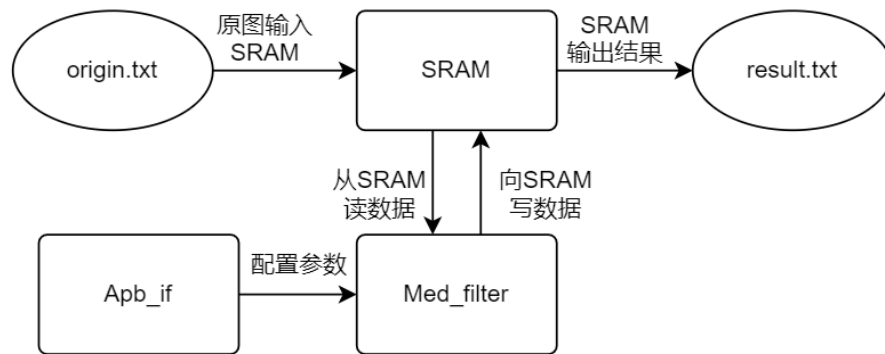 origin.txt
原图输入
SRAM
SRAM
SRAM
输出结果
result.txt
从SRAM
读数据
向SRAM
写数据
Apb_if
配置参数
Med_filter